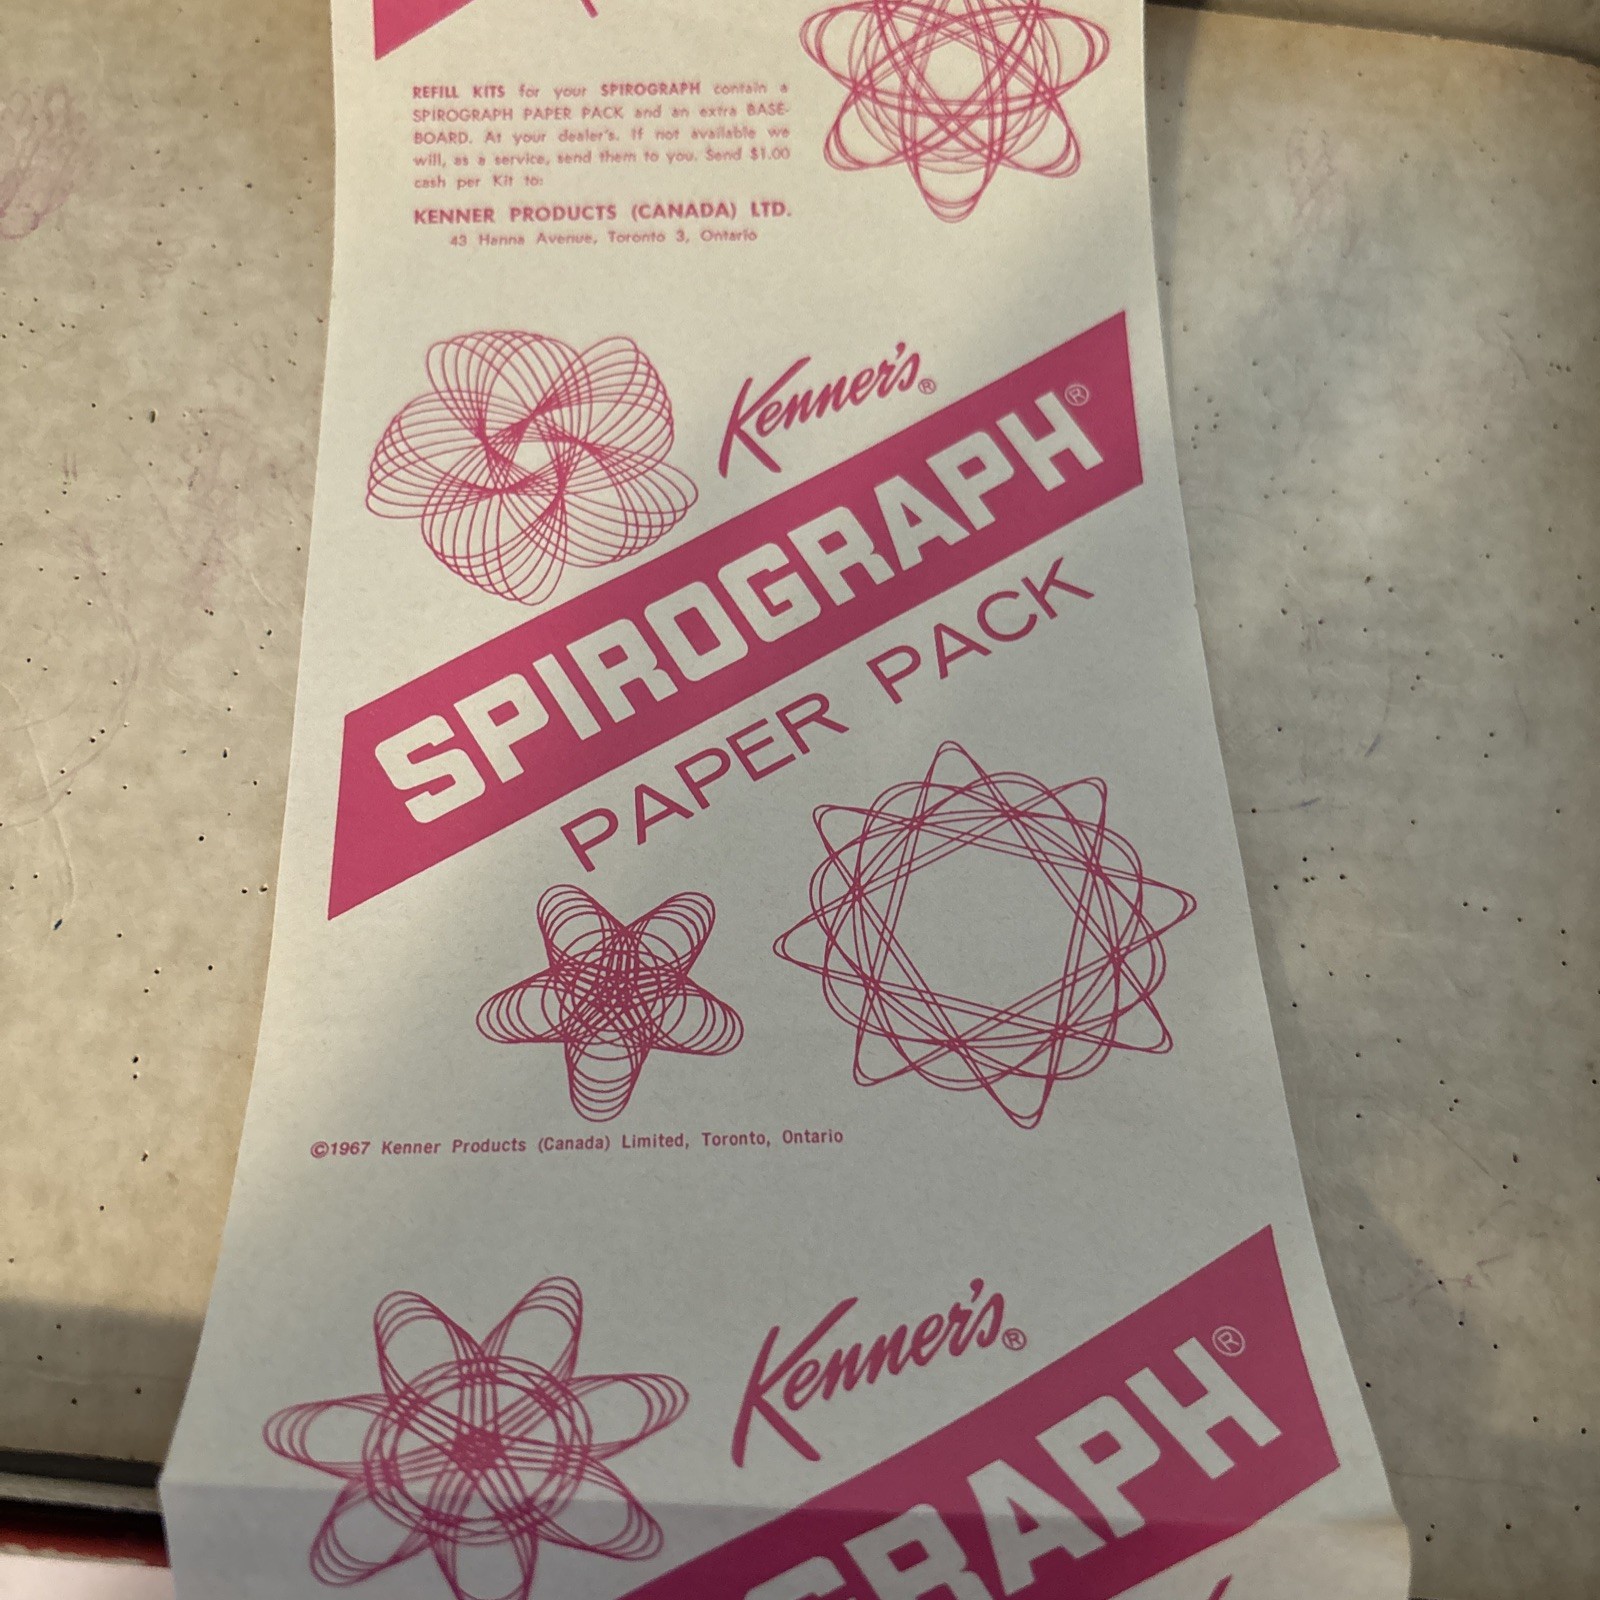 REFILL KITS for your SPIROGRAPH contain a
SPIROGRAPH PAPER PACK and an extra BASE-
BOARD. At your dealer's. If not available we
will, as a service, send them to you. Send $1.00
cash per Kit to:
KENNER PRODUCTS (CANADA) LTD.
43 Hanna Avenue, Toronto 3, Ontario
Kenner's®
SPIROGRAPH®
PAPER PACK
©1967 Kenner Products (Canada) Limited, Toronto, Ontario
Kenner's®
GRAPH®